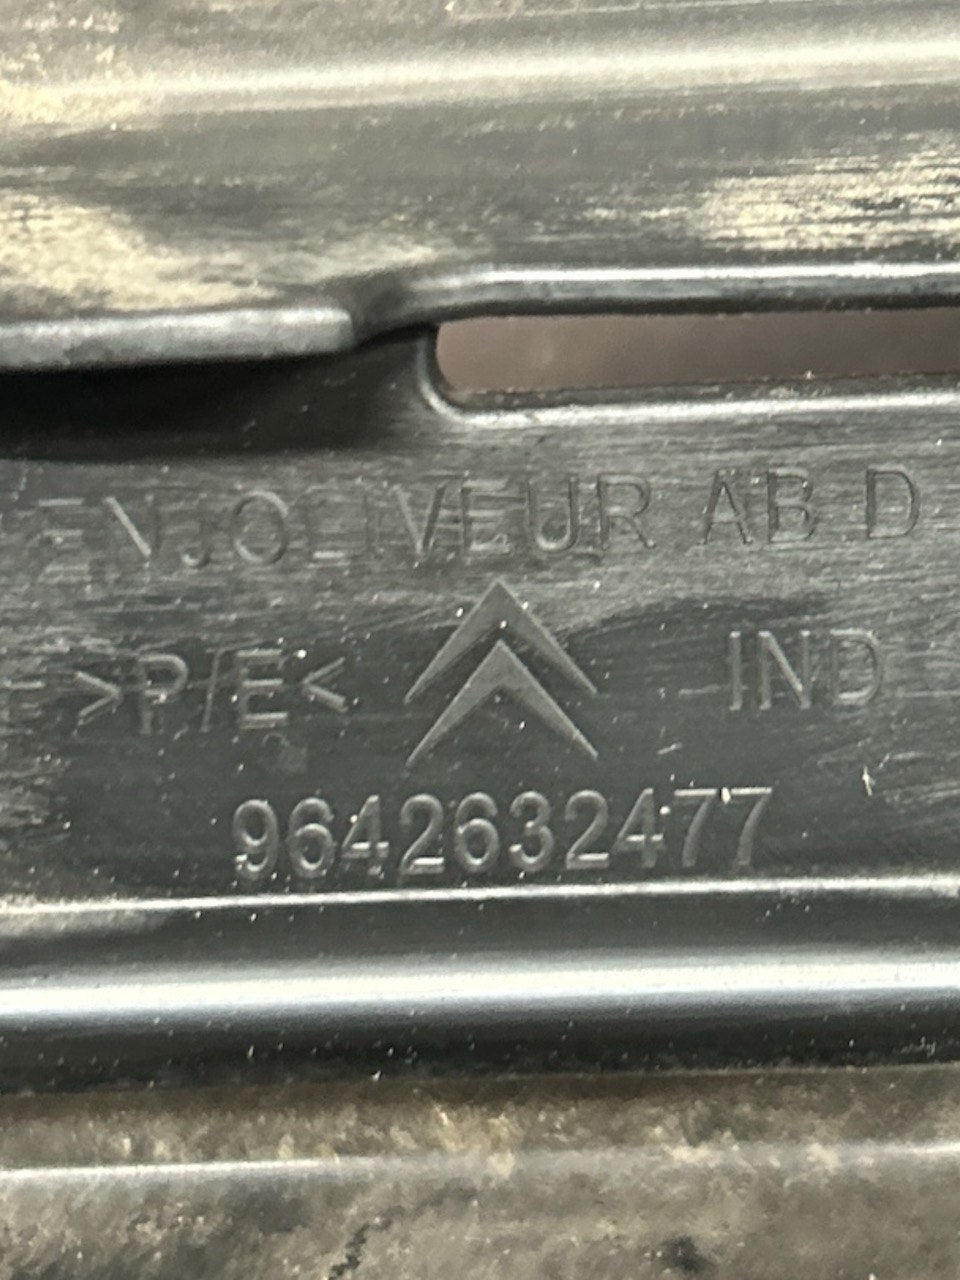 ENJOLIVEUR AB D
>P/E< IND
9642632477